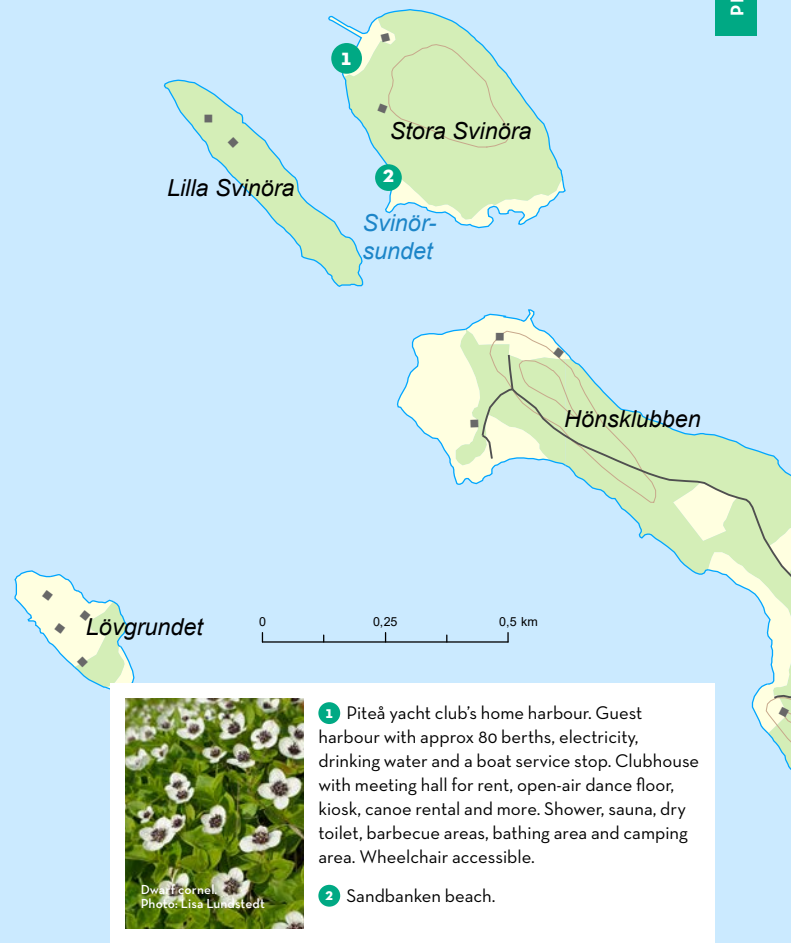 1
Stora Svinöra
Lilla Svinöra
2
Svinör-
sundet
Hönsklubben
Lövgrundet
0 0,25 0,5 km
1 Piteå yacht club's home harbour. Guest
harbour with approx 80 berths, electricity,
drinking water and a boat service stop. Clubhouse
with meeting hall for rent, open-air dance floor,
kiosk, canoe rental and more. Shower, sauna, dry
toilet, barbecue areas, bathing area and camping
area. Wheelchair accessible.
2 Sandbanken beach.
Dwarf cornel.
Photo: Lisa Lundstedt